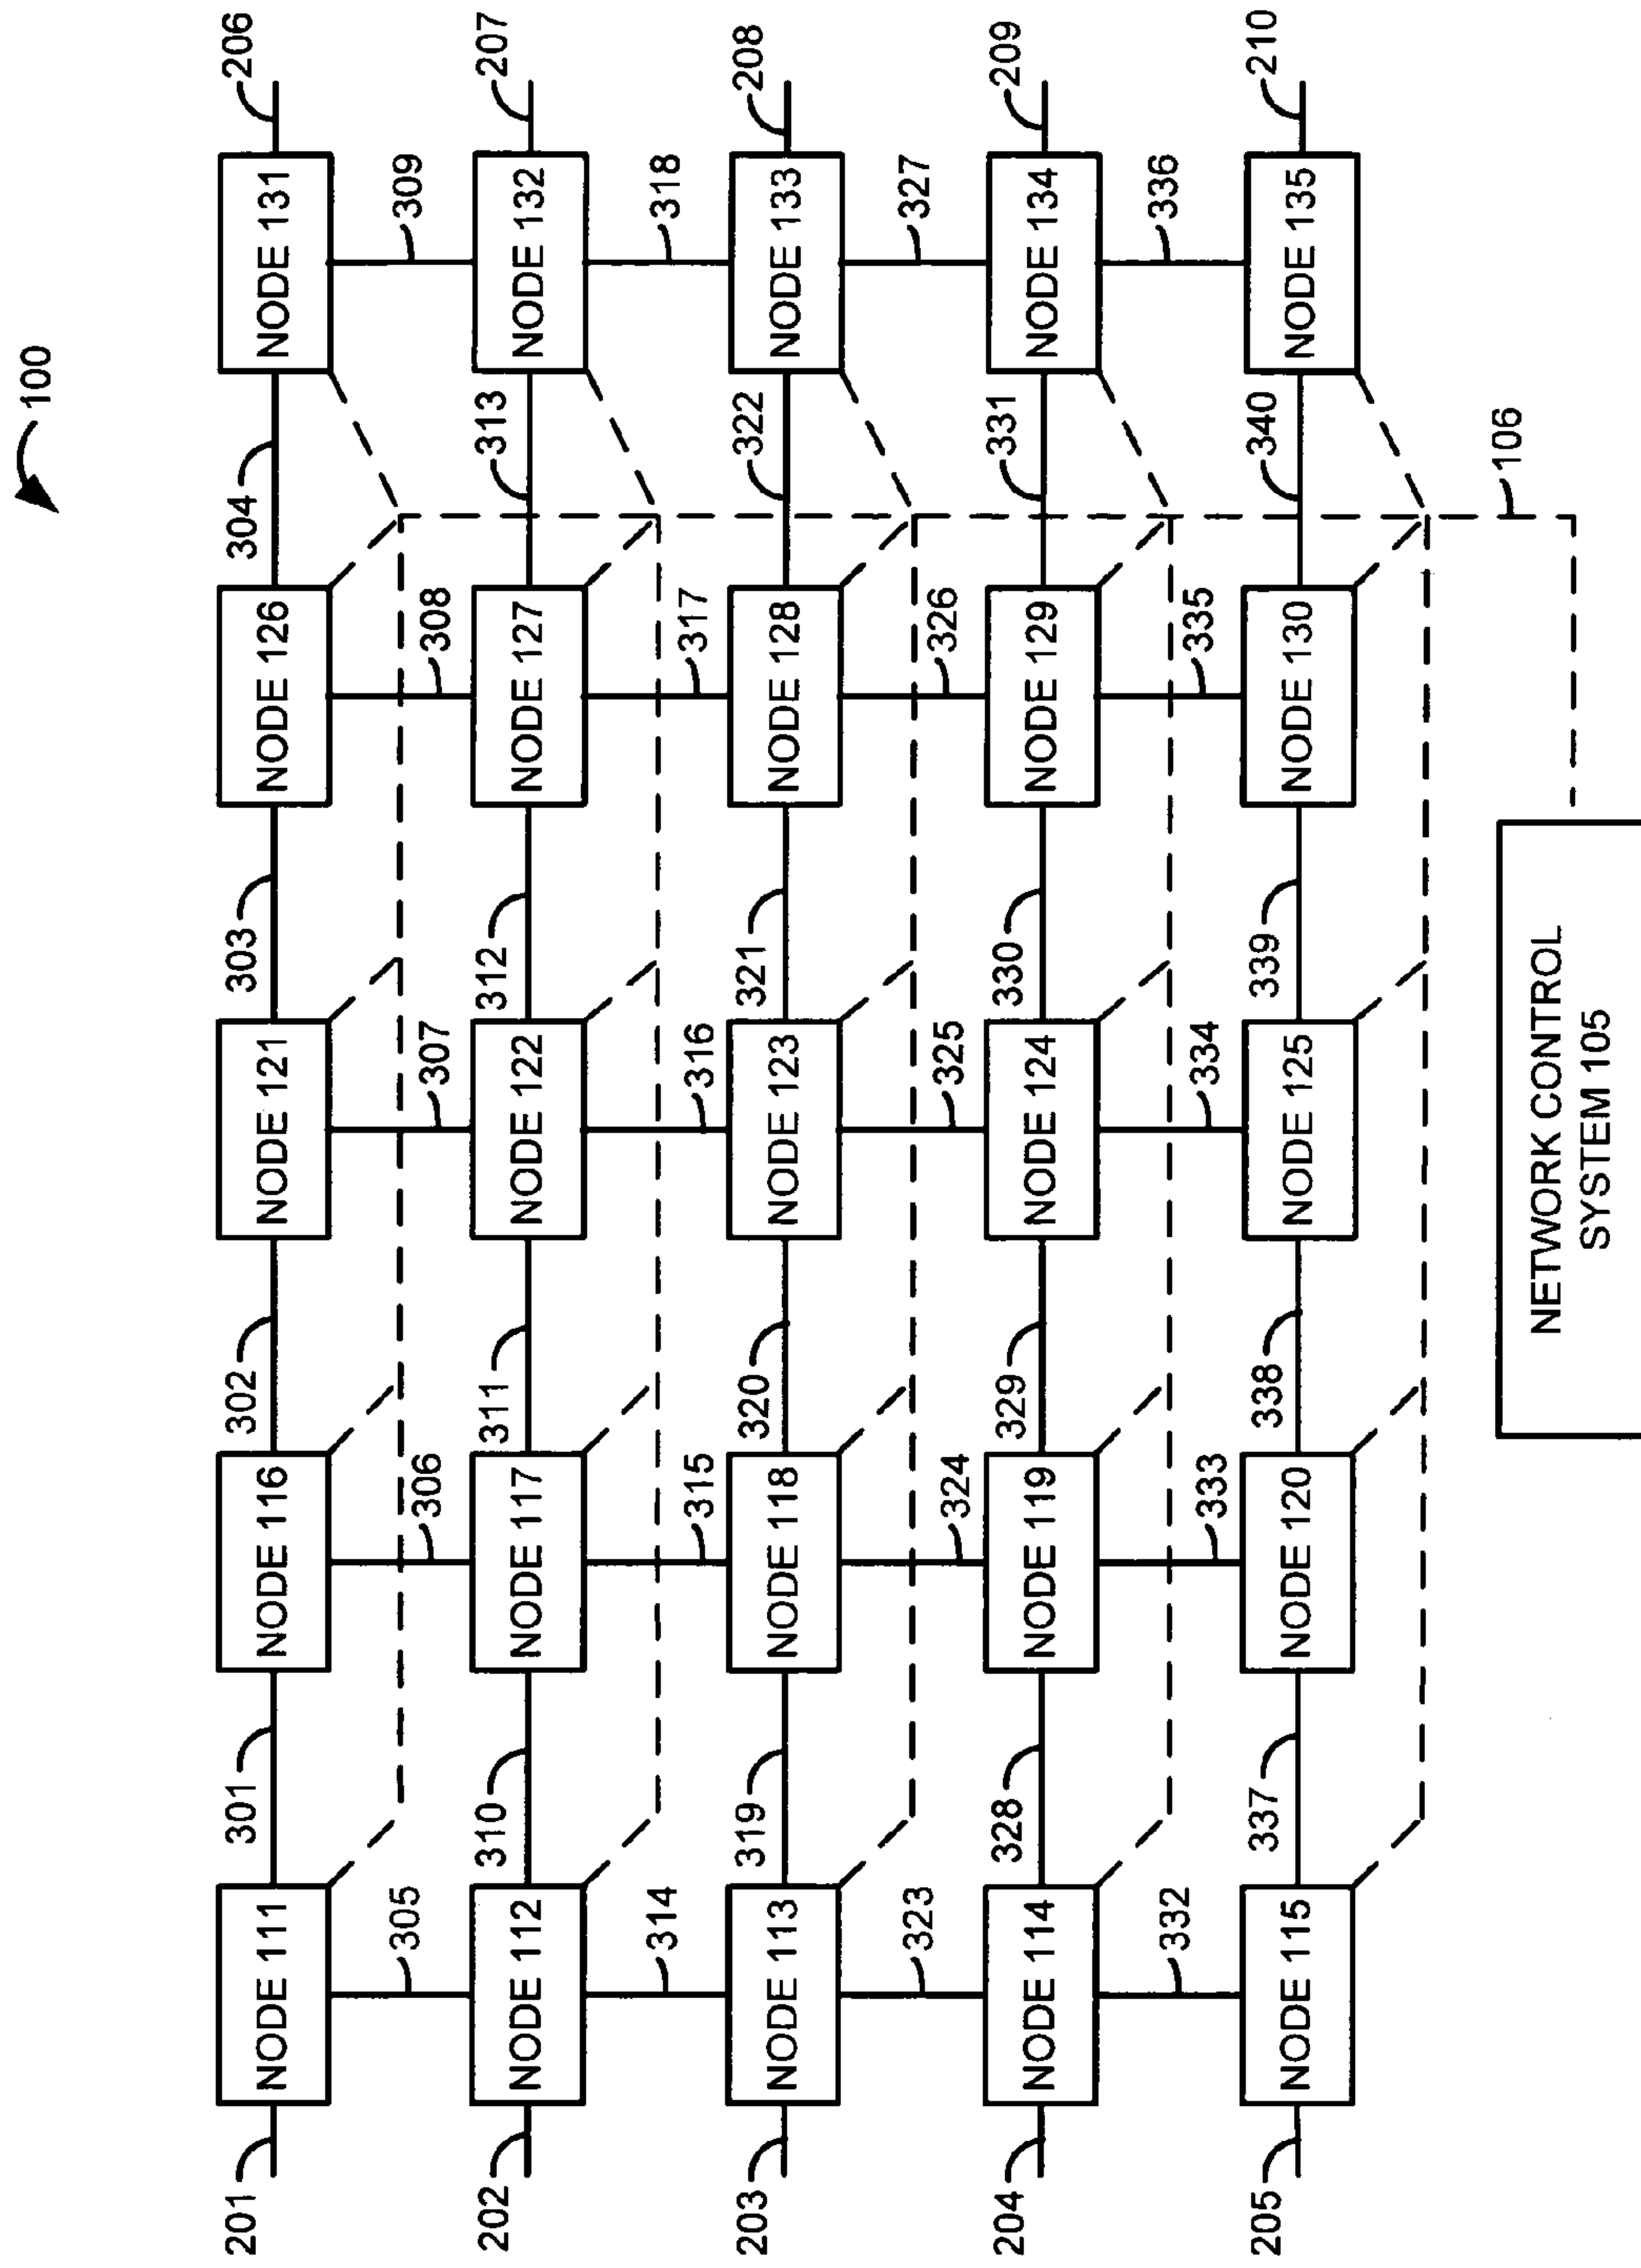 100
201
NODE 111
301
NODE 116
302
NODE 121
303
NODE 126
304
NODE 131
206
305
306
307
308
309
202
NODE 112
310
NODE 117
311
NODE 122
312
NODE 127
313
NODE 132
207
314
315
316
317
318
203
NODE 113
319
NODE 118
320
NODE 123
321
NODE 128
322
NODE 133
208
323
324
325
326
327
204
NODE 114
328
NODE 119
329
NODE 124
330
NODE 129
331
NODE 134
209
332
333
334
335
336
205
NODE 115
337
NODE 120
338
NODE 125
339
NODE 130
340
NODE 135
210
106
NETWORK CONTROL
SYSTEM 105